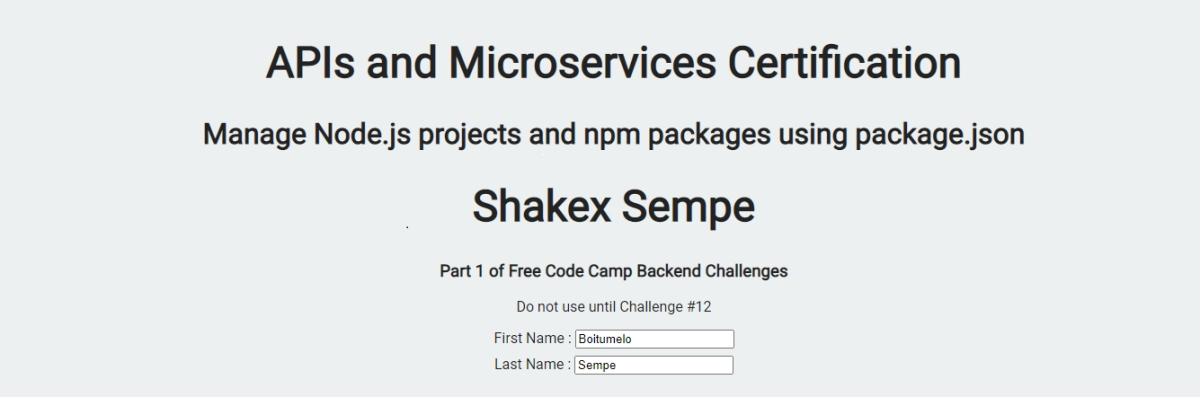 APIs and Microservices Certification
Manage Node.js projects and npm packages using package.json
Shakex Sempe
Part 1 of Free Code Camp Backend Challenges
Do not use until Challenge #12
First Name : Boitumelo
Last Name : Sempe